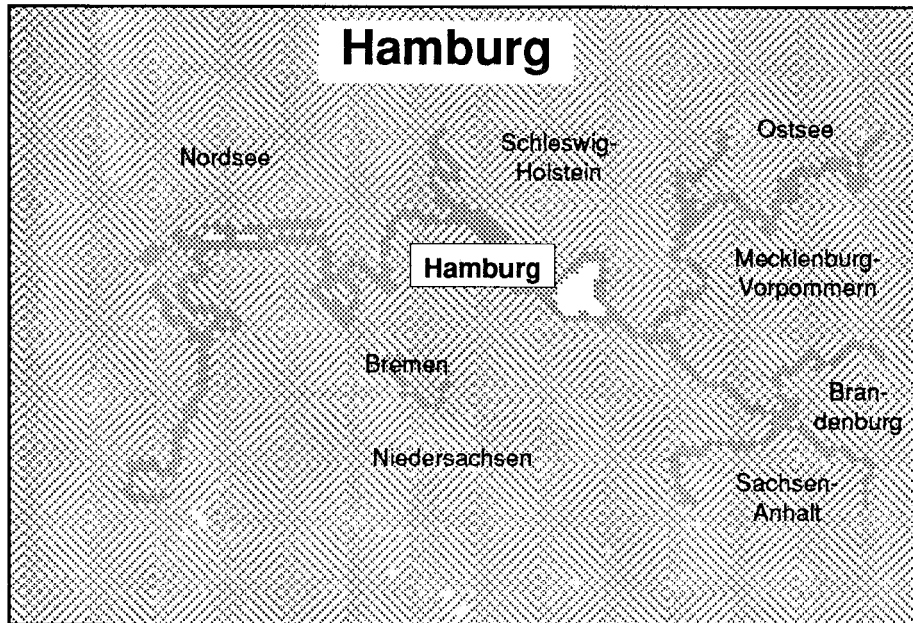 Hamburg
Ostsee
Schleswig-
Holstein
Nordsee
Hamburg
Mecklenburg-
Vorpommern
Bremen
Bran-
denburg
Niedersachsen
Sachsen-
Anhalt